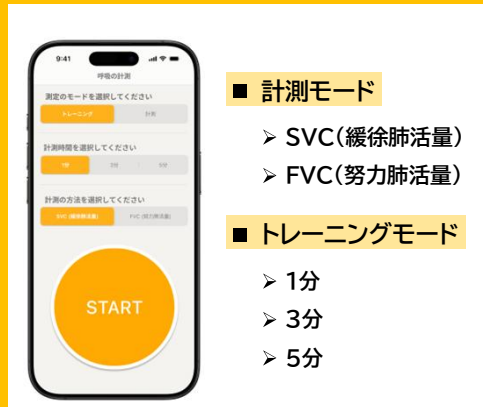 9:41
呼吸の計測
測定のモードを選択してください
トレーニング 計測
計測時間を選択してください
1分 3分 5分
計測の方法を選択してください
SVC (緩徐肺活量) FVC (努力肺活量)
START
■ 計測モード
➢ SVC(緩徐肺活量)
➢ FVC(努力肺活量)
■ トレーニングモード
➢ 1分
➢ 3分
➢ 5分